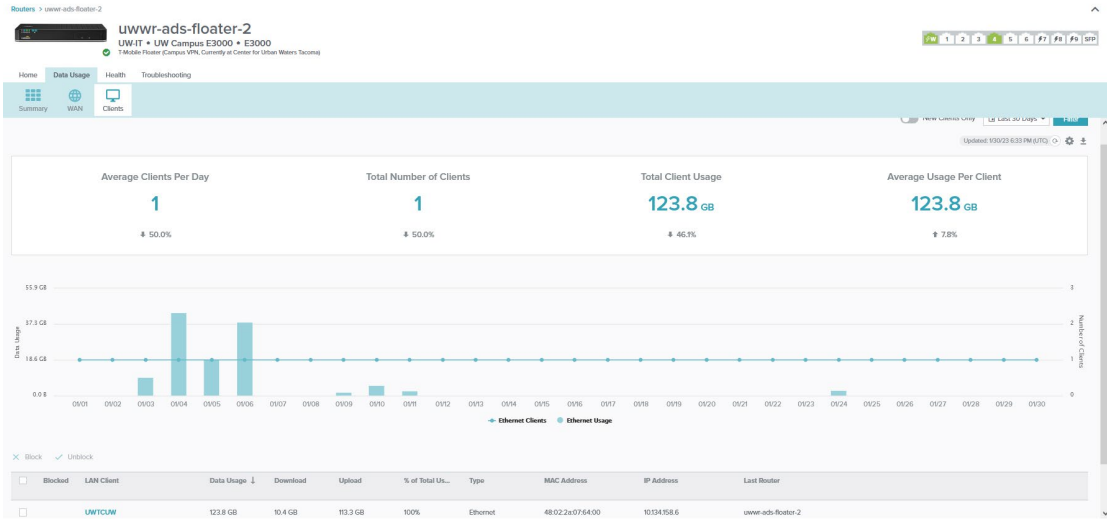 Routers > uwwr-ads-floater-2
uwwr-ads-floater-2
UW-IT • UW Campus E3000 • E3000
T-Mobile Floater (Campus VPN, Currently at Center for Urban Waters Tacoma)
W 1 2 3 4 5 6 7 8 9 SFP
Home Data Usage Health Troubleshooting
Summary WAN Clients
New Clients Only Last 30 Days Filter
Updated: 1/30/23 6:33 PM (UTC)
Average Clients Per Day Total Number of Clients Total Client Usage Average Usage Per Client
1 1 123.8 GB 123.8 GB
50.0% 50.0% 46.1% 7.8%
55.9 GB 3
37.3 GB 2
18.6 GB 1
0.0 B 0
Data Usage
Number of Clients
01/01 01/02 01/03 01/04 01/05 01/06 01/07 01/08 01/09 01/10 01/11 01/12 01/13 01/14 01/15 01/16 01/17 01/18 01/19 01/20 01/21 01/22 01/23 01/24 01/25 01/26 01/27 01/28 01/29 01/30
Ethernet Clients Ethernet Usage
Block Unblock
Blocked LAN Client Data Usage ↓ Download Upload % of Total Us... Type MAC Address IP Address Last Router
UWTCUW 123.8 GB 10.4 GB 113.3 GB 100% Ethernet 48:02:2a:07:64:00 10.134.158.6 uwwr-ads-floater-2